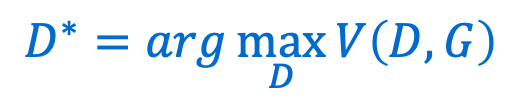 D* = arg max V(D, G)
D